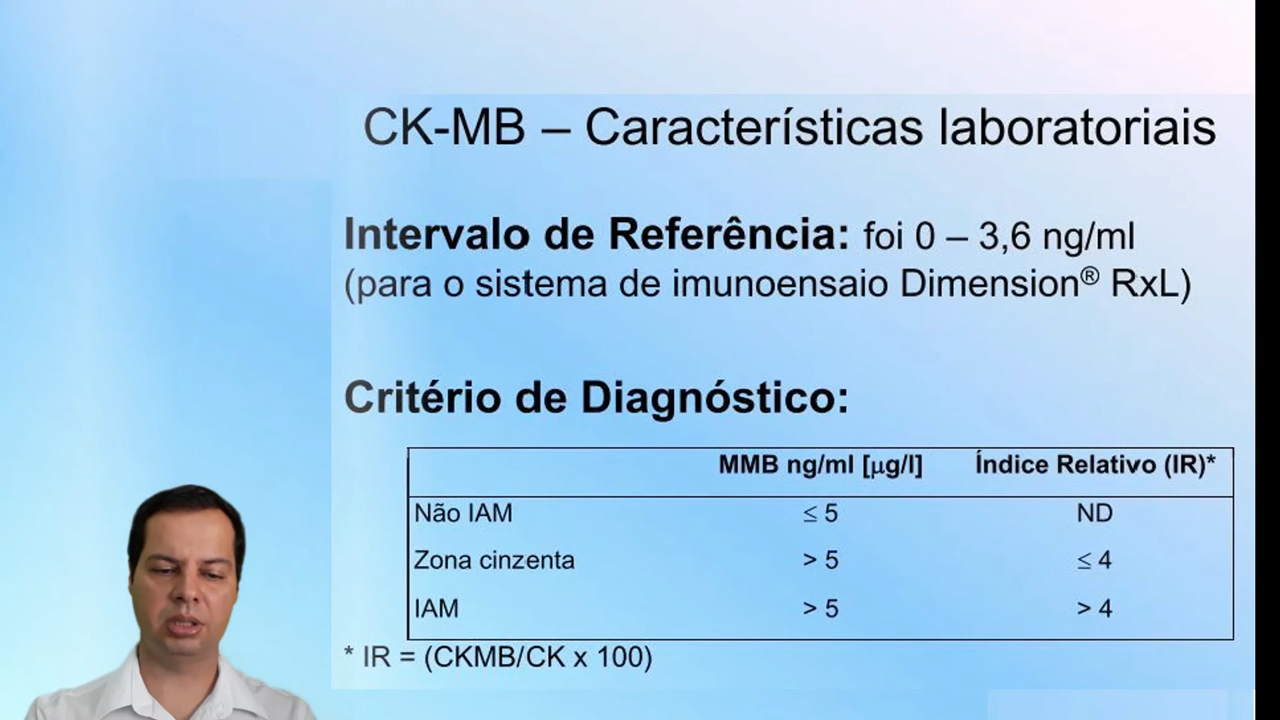 CK-MB – Características laboratoriais
Intervalo de Referência: foi 0 – 3,6 ng/ml
(para o sistema de imunoensaio Dimension® RxL)
Critério de Diagnóstico:
MMB ng/ml [μg/l] Índice Relativo (IR)*
Não IAM ≤ 5 ND
Zona cinzenta > 5 ≤ 4
IAM > 5 > 4
* IR = (CKMB/CK x 100)